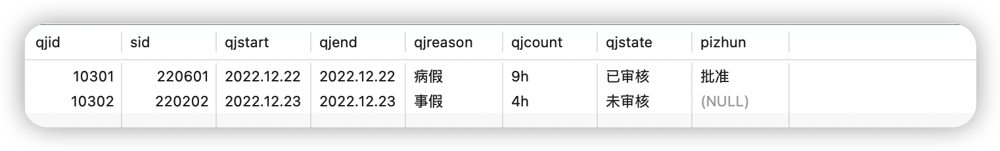 qjid sid qjstart qjend qjreason qjcount qjstate pizhun
10301 220601 2022.12.22 2022.12.22 病假 9h 已审核 批准
10302 220202 2022.12.23 2022.12.23 事假 4h 未审核 (NULL)